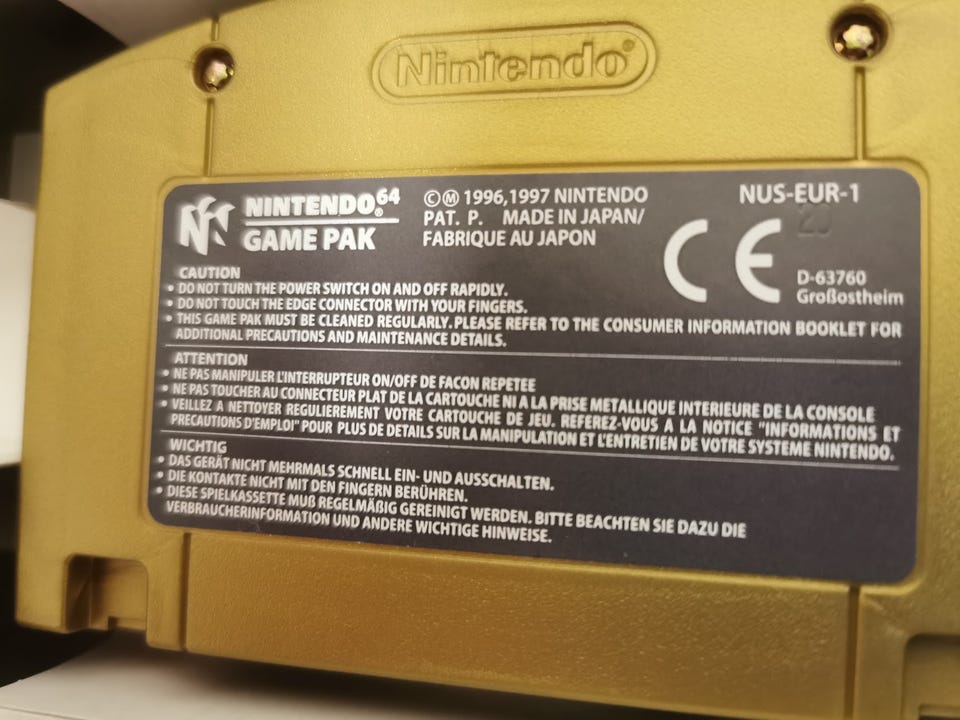 Nintendo®
NINTENDO®64
GAME PAK
©Ⓜ 1996,1997 NINTENDO
PAT. P. MADE IN JAPAN/
FABRIQUE AU JAPON
NUS-EUR-1
20
CE
D-63760
Großostheim
CAUTION
• DO NOT TURN THE POWER SWITCH ON AND OFF RAPIDLY.
• DO NOT TOUCH THE EDGE CONNECTOR WITH YOUR FINGERS.
• THIS GAME PAK MUST BE CLEANED REGULARLY. PLEASE REFER TO THE CONSUMER INFORMATION BOOKLET FOR
ADDITIONAL PRECAUTIONS AND MAINTENANCE DETAILS.
ATTENTION
• NE PAS MANIPULER L'INTERRUPTEUR ON/OFF DE FACON REPETEE
• NE PAS TOUCHER AU CONNECTEUR PLAT DE LA CARTOUCHE NI A LA PRISE METALLIQUE INTERIEURE DE LA CONSOLE
• VEILLEZ A NETTOYER REGULIEREMENT VOTRE CARTOUCHE DE JEU. REFEREZ-VOUS A LA NOTICE "INFORMATIONS ET
PRECAUTIONS D'EMPLOI" POUR PLUS DE DETAILS SUR LA MANIPULATION ET L'ENTRETIEN DE VOTRE SYSTEME NINTENDO.
WICHTIG
• DAS GERÄT NICHT MEHRMALS SCHNELL EIN- UND AUSSCHALTEN.
• DIE KONTAKTE NICHT MIT DEN FINGERN BERÜHREN.
• DIESE SPIELKASSETTE MUß REGELMÄßIG GEREINIGT WERDEN. BITTE BEACHTEN SIE DAZU DIE
VERBRAUCHERINFORMATION UND ANDERE WICHTIGE HINWEISE.